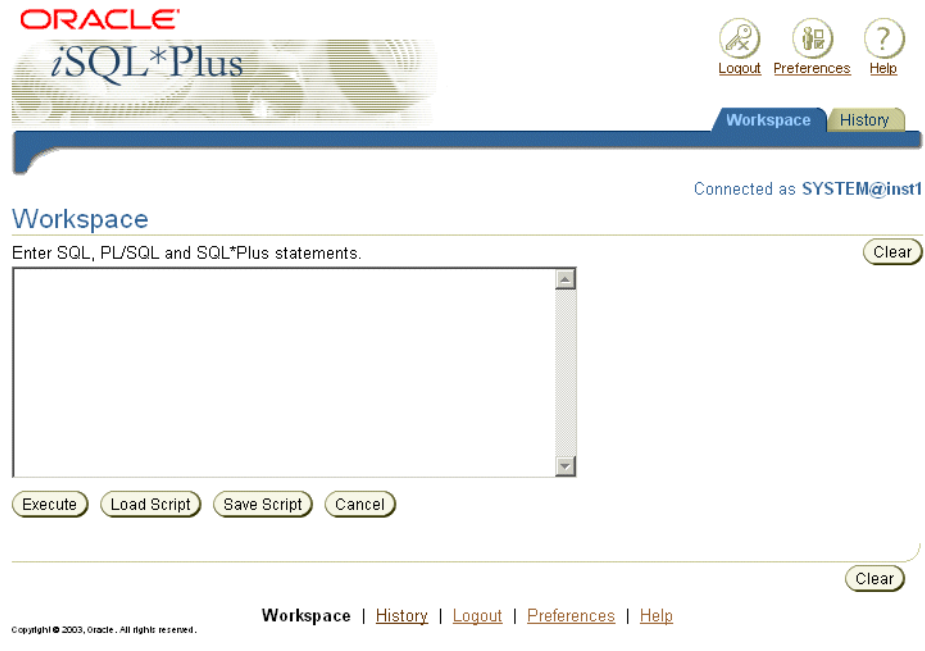 ORACLE
iSQL*Plus
Logout Preferences Help
Workspace History
Connected as SYSTEM@inst1
Workspace
Enter SQL, PL/SQL and SQL*Plus statements.
Clear
Execute Load Script Save Script Cancel
Clear
Workspace | History | Logout | Preferences | Help
Copyright © 2003, Oracle. All rights reserved.